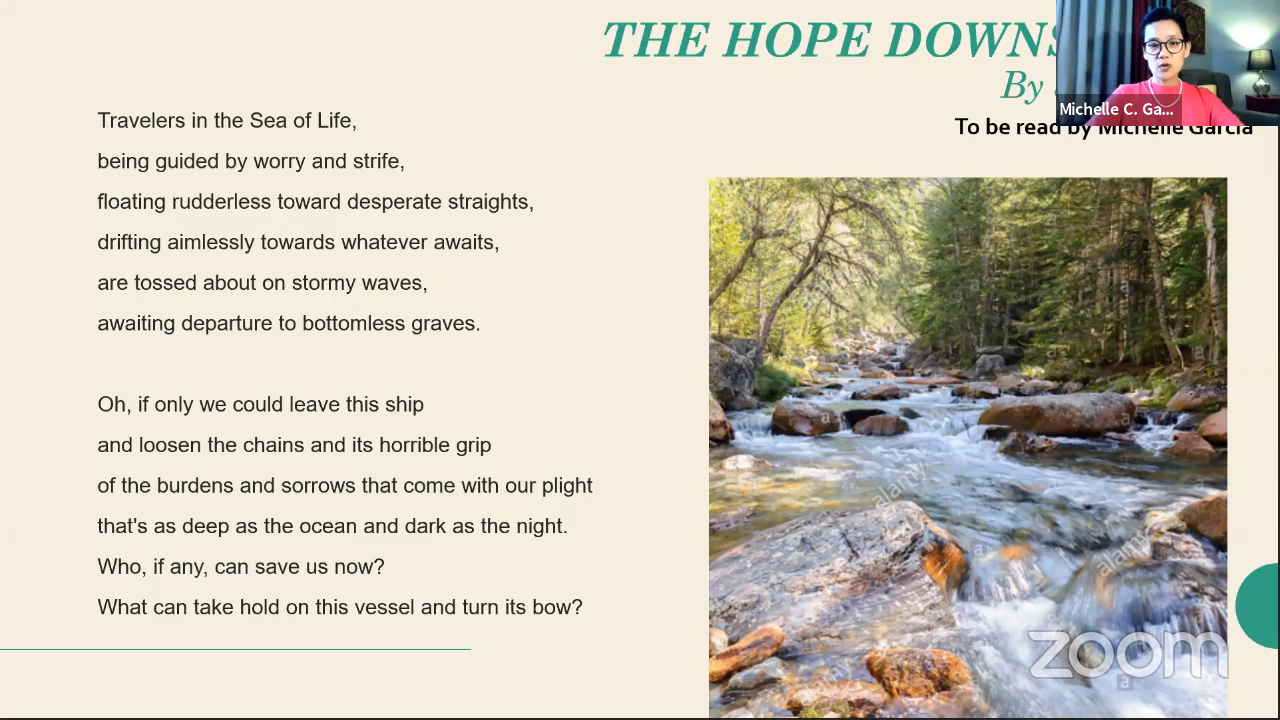 THE HOPE DOWNS
By
To be read by Michelle Garcia
Michelle C. Ga...
Travelers in the Sea of Life,
being guided by worry and strife,
floating rudderless toward desperate straights,
drifting aimlessly towards whatever awaits,
are tossed about on stormy waves,
awaiting departure to bottomless graves.
Oh, if only we could leave this ship
and loosen the chains and its horrible grip
of the burdens and sorrows that come with our plight
that's as deep as the ocean and dark as the night.
Who, if any, can save us now?
What can take hold on this vessel and turn its bow?
alamy
alamy
alamy
a
a
a
a
zoom